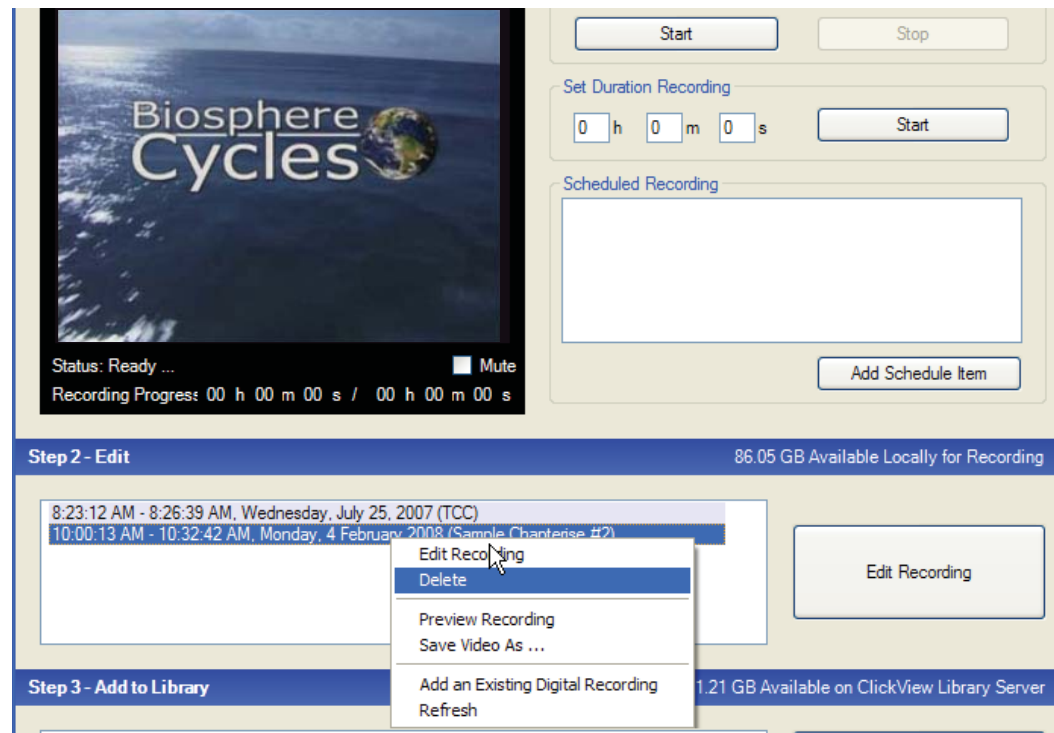 Biosphere
Cycles
Status: Ready ...
Mute
Recording Progress 00 h 00 m 00 s / 00 h 00 m 00 s
Start
Stop
Set Duration Recording
0 h 0 m 0 s
Start
Scheduled Recording
Add Schedule Item
Step 2 - Edit
86.05 GB Available Locally for Recording
8:23:12 AM - 8:26:39 AM, Wednesday, July 25, 2007 (TCC)
10:00:13 AM - 10:32:42 AM, Monday, 4 February 2008 (Sample Chapterise #2)
Edit Recording
Delete
Preview Recording
Save Video As ...
Add an Existing Digital Recording
Refresh
Edit Recording
Step 3 - Add to Library
1.21 GB Available on ClickView Library Server